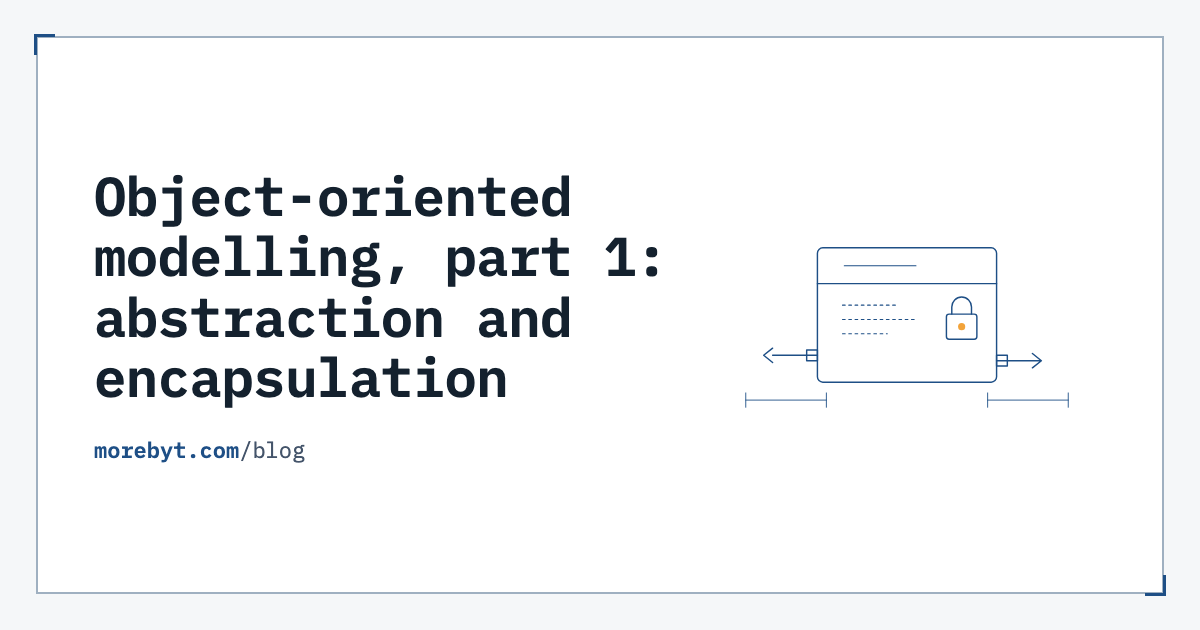 Object-oriented
modelling, part 1:
abstraction and
encapsulation
morebyt.com/blog